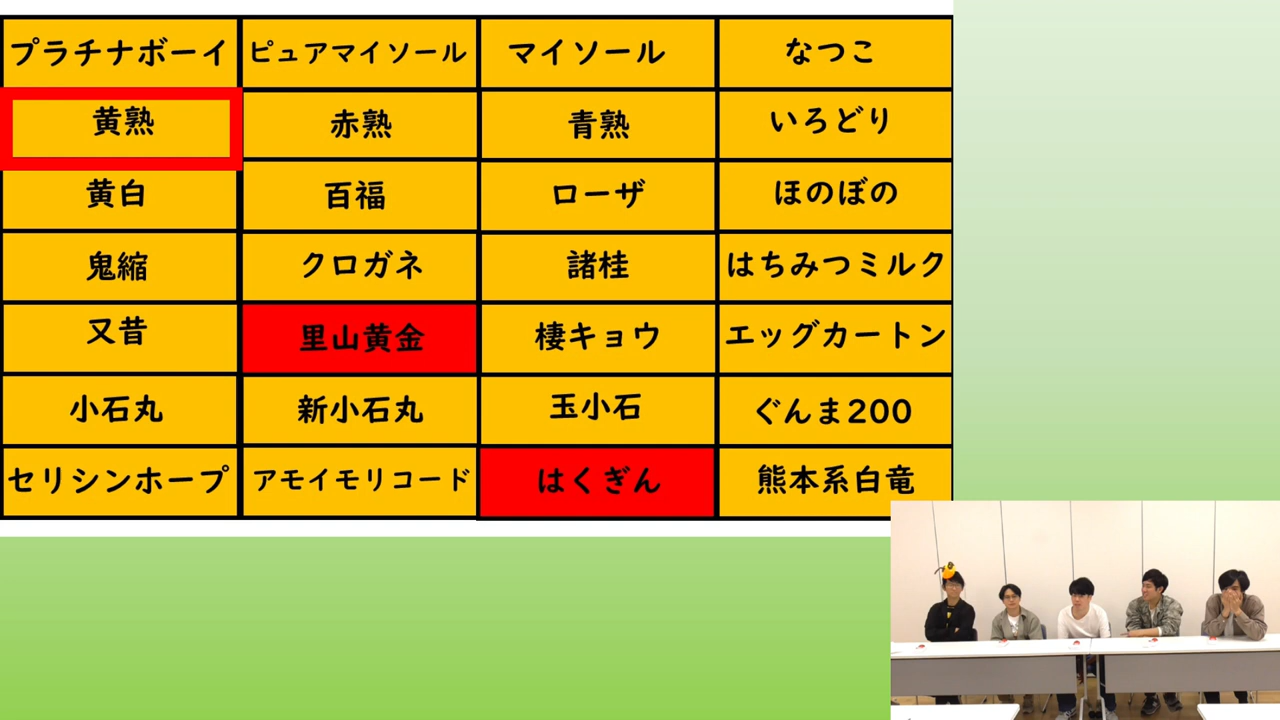 プラチナボーイ ピュアマイソール マイソール なつこ
黄熟 赤熟 青熟 いろどり
黄白 百福 ローザ ほのぼの
鬼縮 クロガネ 諸桂 はちみつミルク
又昔 里山黄金 棲キョウ エッグカートン
小石丸 新小石丸 玉小石 ぐんま200
セリシンホープ アモイモリコード はくぎん 熊本系白竜